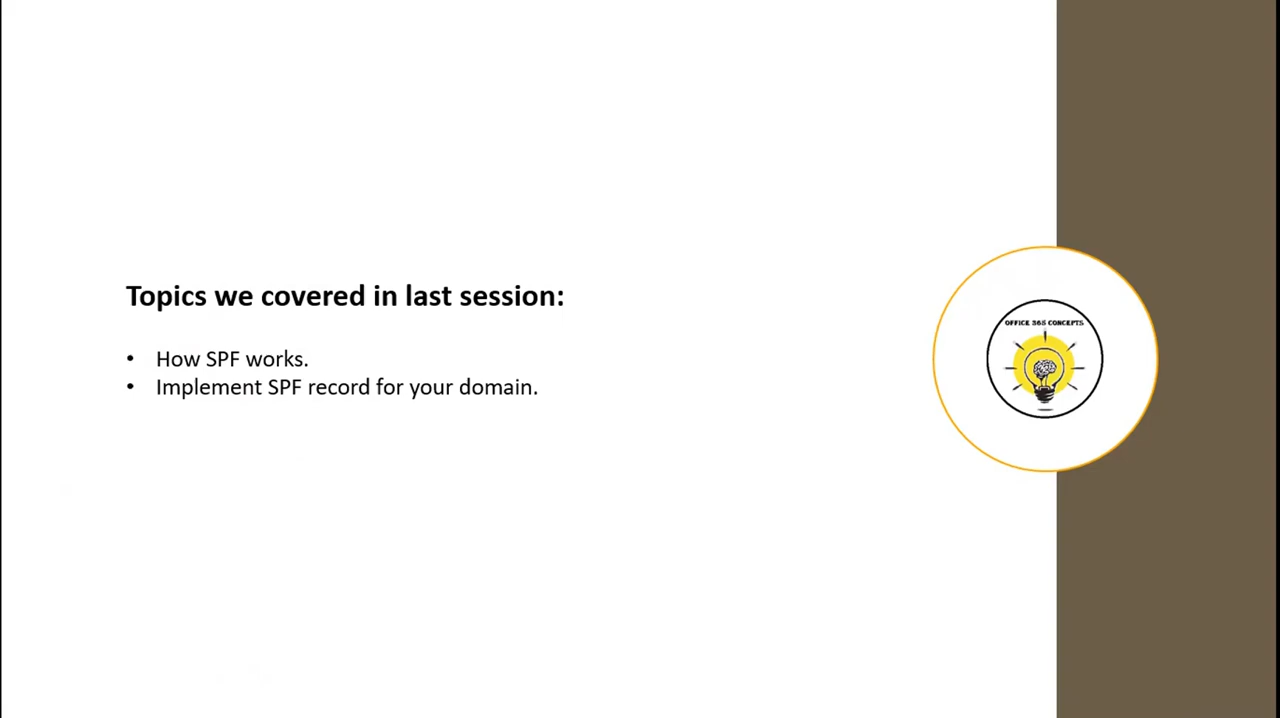 Topics we covered in last session:
• How SPF works.
• Implement SPF record for your domain.
OFFICE 365 CONCEPTS